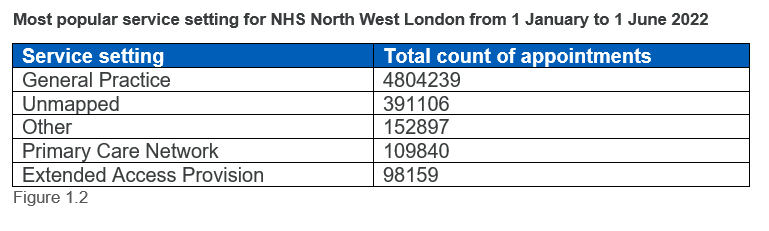 Most popular service setting for NHS North West London from 1 January to 1 June 2022
Service setting Total count of appointments
General Practice 4804239
Unmapped 391106
Other 152897
Primary Care Network 109840
Extended Access Provision 98159
Figure 1.2